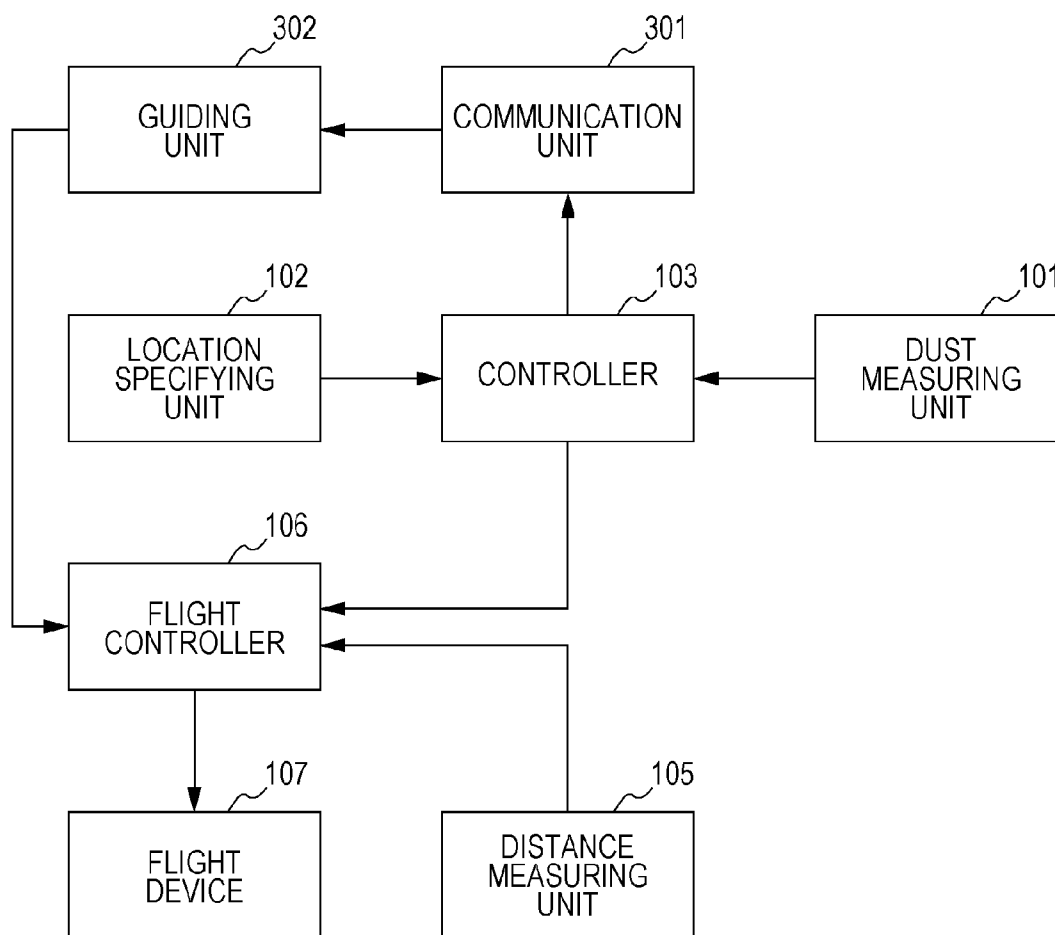 302
GUIDING
UNIT
301
COMMUNICATION
UNIT
102
LOCATION
SPECIFYING
UNIT
103
CONTROLLER
101
DUST
MEASURING
UNIT
106
FLIGHT
CONTROLLER
107
FLIGHT
DEVICE
105
DISTANCE
MEASURING
UNIT